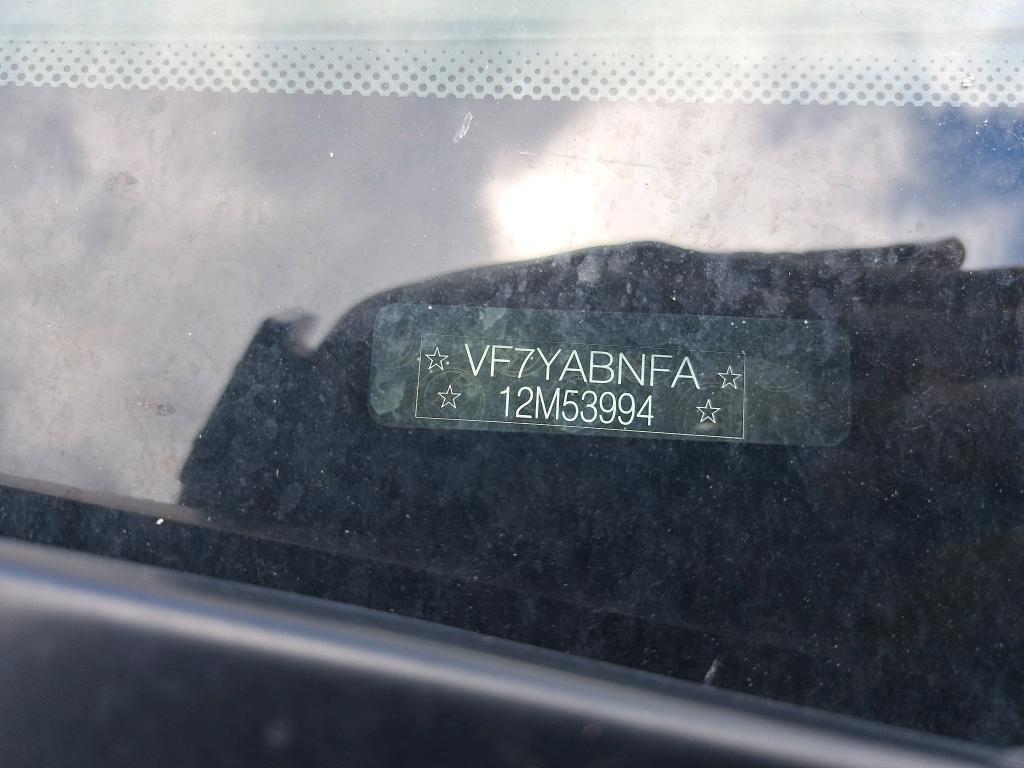 ☆ VF7YABNFA ☆
☆ 12M53994 ☆